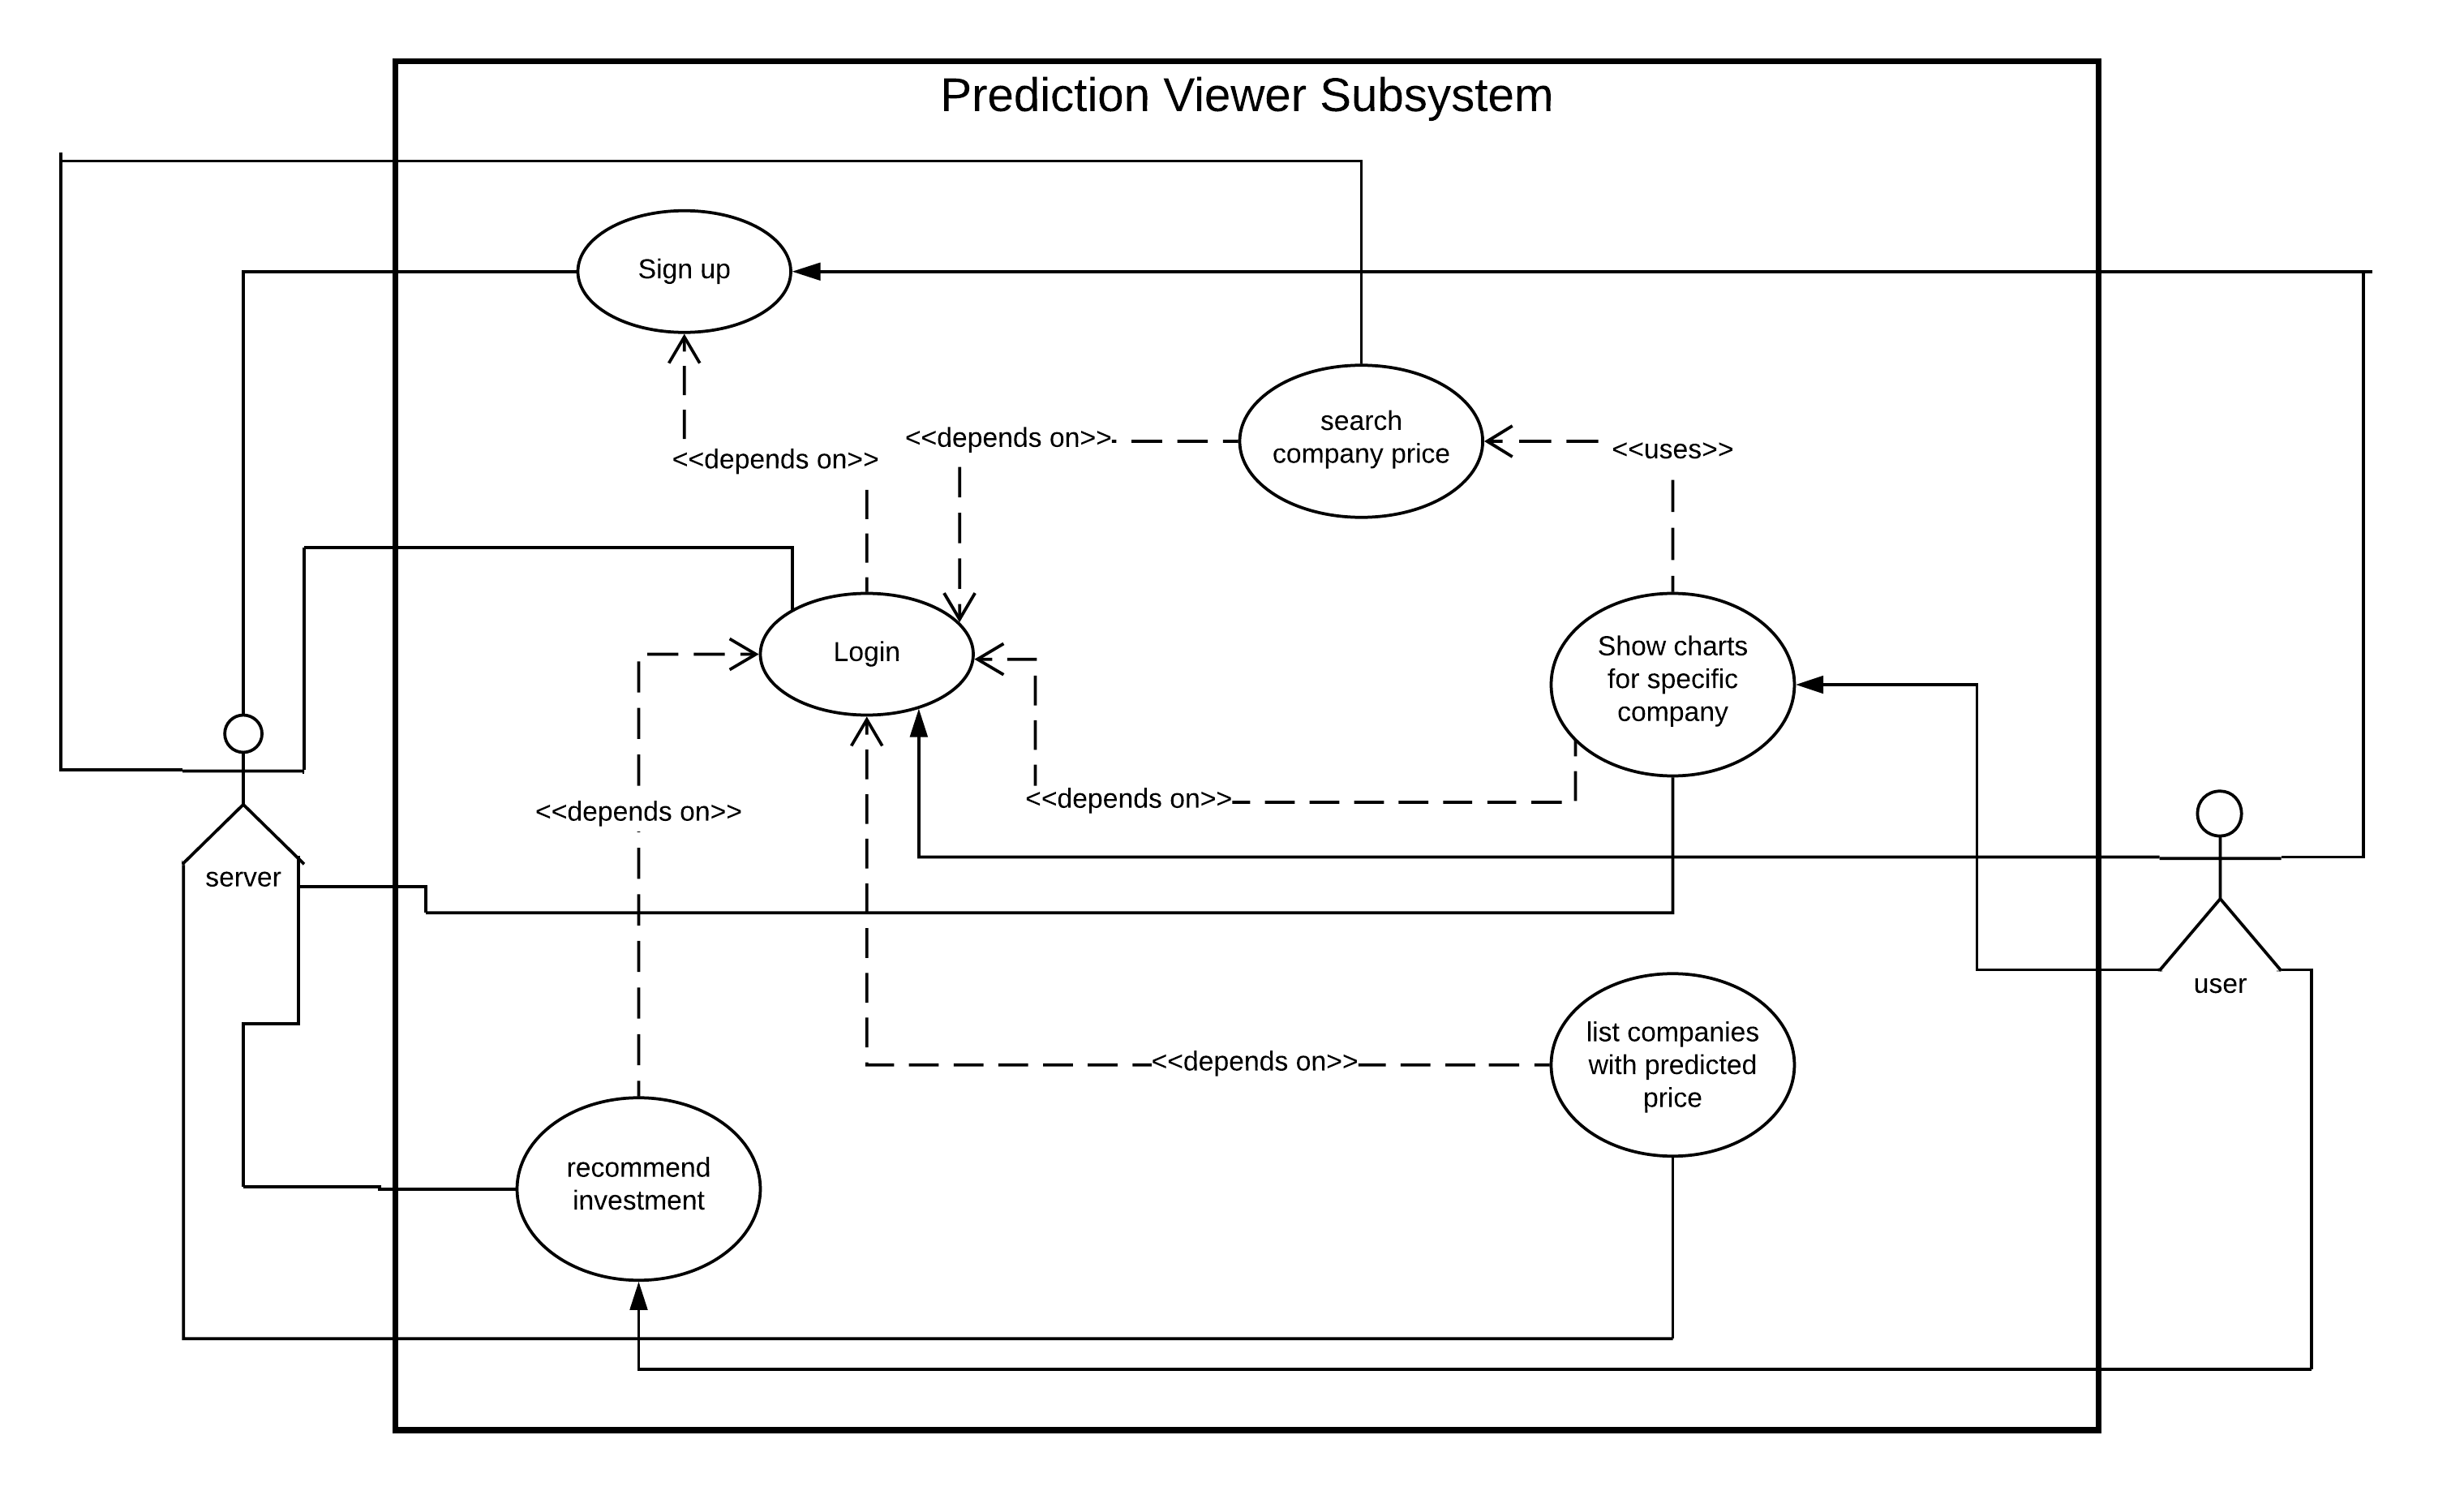 Prediction Viewer Subsystem
Sign up
search
company price
<<depends on>>
<<depends on>>
<<uses>>
Login
Show charts
for specific
company
<<depends on>>
<<depends on>>
server
user
list companies
with predicted
price
<<depends on>>
recommend
investment